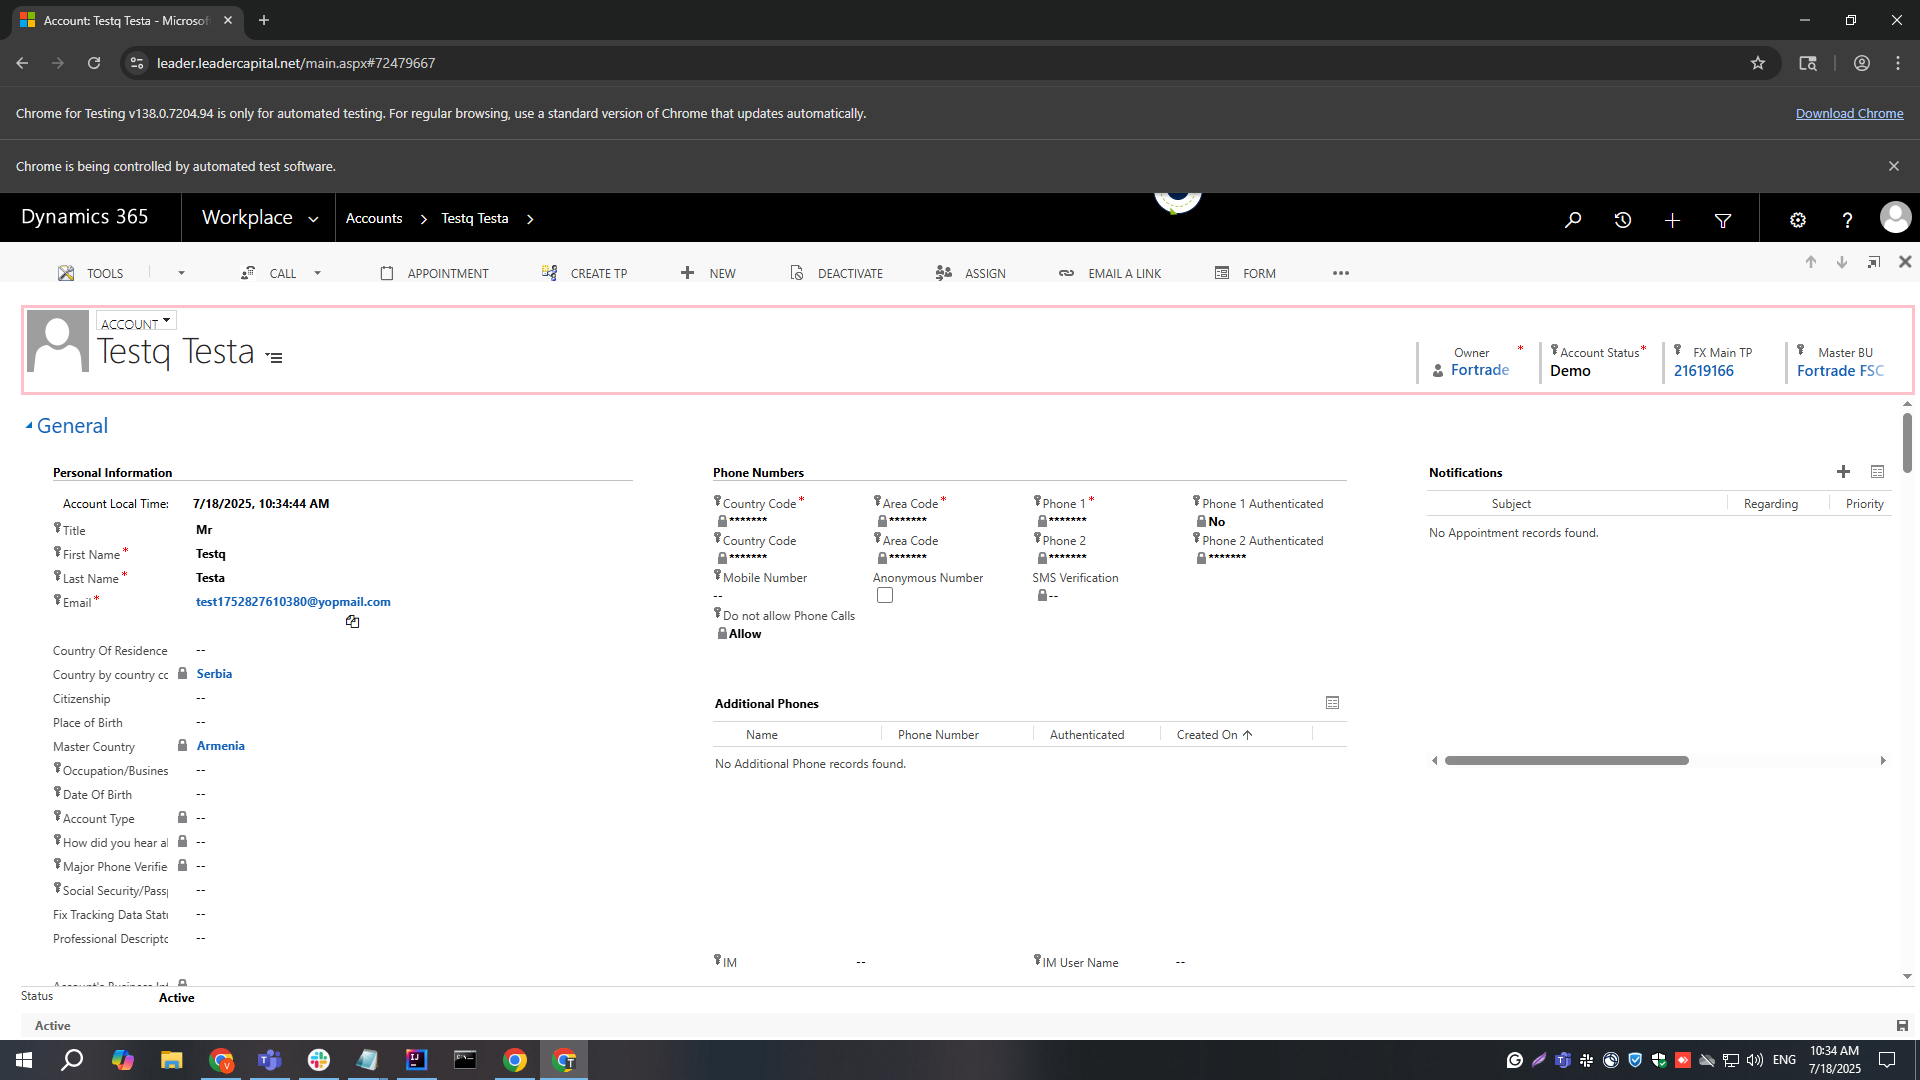 Account: Testq Testa - Microsof
leader.leadercapital.net/main.aspx#72479667
Chrome for Testing v138.0.7204.94 is only for automated testing. For regular browsing, use a standard version of Chrome that updates automatically.
Download Chrome
Chrome is being controlled by automated test software.
Dynamics 365
Workplace
Accounts
Testq Testa
TOOLS
CALL
APPOINTMENT
CREATE TP
NEW
DEACTIVATE
ASSIGN
EMAIL A LINK
FORM
ACCOUNT
Testq Testa
Owner *
Fortrade
Account Status *
Demo
FX Main TP
21619166
Master BU
Fortrade FSC
General
Personal Information
Account Local Time: 7/18/2025, 10:34:44 AM
Title Mr
First Name * Testq
Last Name * Testa
Email * test1752827610380@yopmail.com
Country Of Residence --
Country by country co Serbia
Citizenship --
Place of Birth --
Master Country Armenia
Occupation/Busines --
Date Of Birth --
Account Type --
How did you hear a --
Major Phone Verifie --
Social Security/Passp --
Fix Tracking Data Statu --
Professional Descripto --
Phone Numbers
Country Code * Area Code * Phone 1 * Phone 1 Authenticated
******* ******* ******* No
Country Code Area Code Phone 2 Phone 2 Authenticated
******* ******* ******* *******
Mobile Number Anonymous Number SMS Verification
-- --
Do not allow Phone Calls
Allow
Additional Phones
Name Phone Number Authenticated Created On
No Additional Phone records found.
IM -- IM User Name --
Notifications
Subject Regarding Priority
No Appointment records found.
Status Active
Active
ENG
10:34 AM
7/18/2025